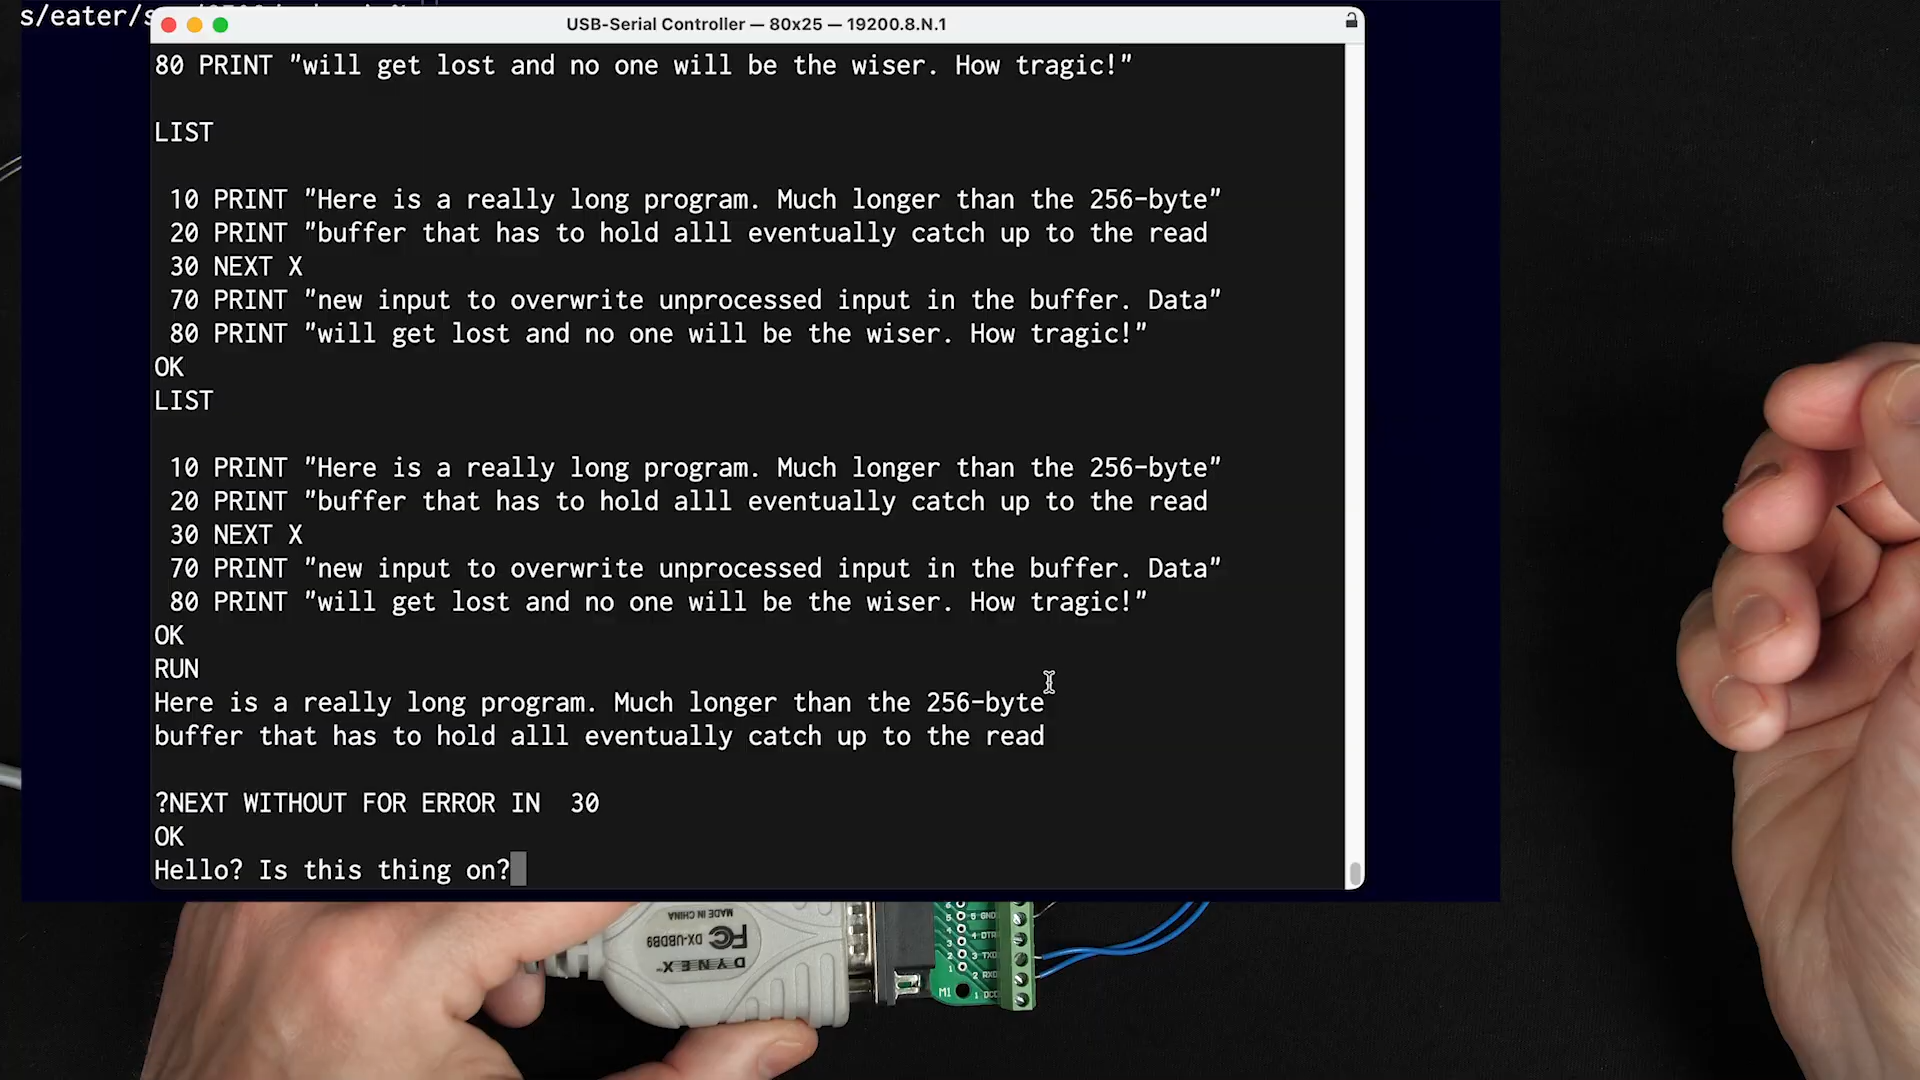 s/eater/s
USB-Serial Controller — 80x25 — 19200.8.N.1
80 PRINT "will get lost and no one will be the wiser. How tragic!"
LIST
10 PRINT "Here is a really long program. Much longer than the 256-byte"
20 PRINT "buffer that has to hold alll eventually catch up to the read
30 NEXT X
70 PRINT "new input to overwrite unprocessed input in the buffer. Data"
80 PRINT "will get lost and no one will be the wiser. How tragic!"
OK
LIST
10 PRINT "Here is a really long program. Much longer than the 256-byte"
20 PRINT "buffer that has to hold alll eventually catch up to the read
30 NEXT X
70 PRINT "new input to overwrite unprocessed input in the buffer. Data"
80 PRINT "will get lost and no one will be the wiser. How tragic!"
OK
RUN
Here is a really long program. Much longer than the 256-byte
buffer that has to hold alll eventually catch up to the read
?NEXT WITHOUT FOR ERROR IN  30
OK
Hello? Is this thing on?
MADE IN CHINA
FC DX-UBDB9
DYNEX
5 GND
4 DTR
3 TXD
2 RXD
1 DCD
M1